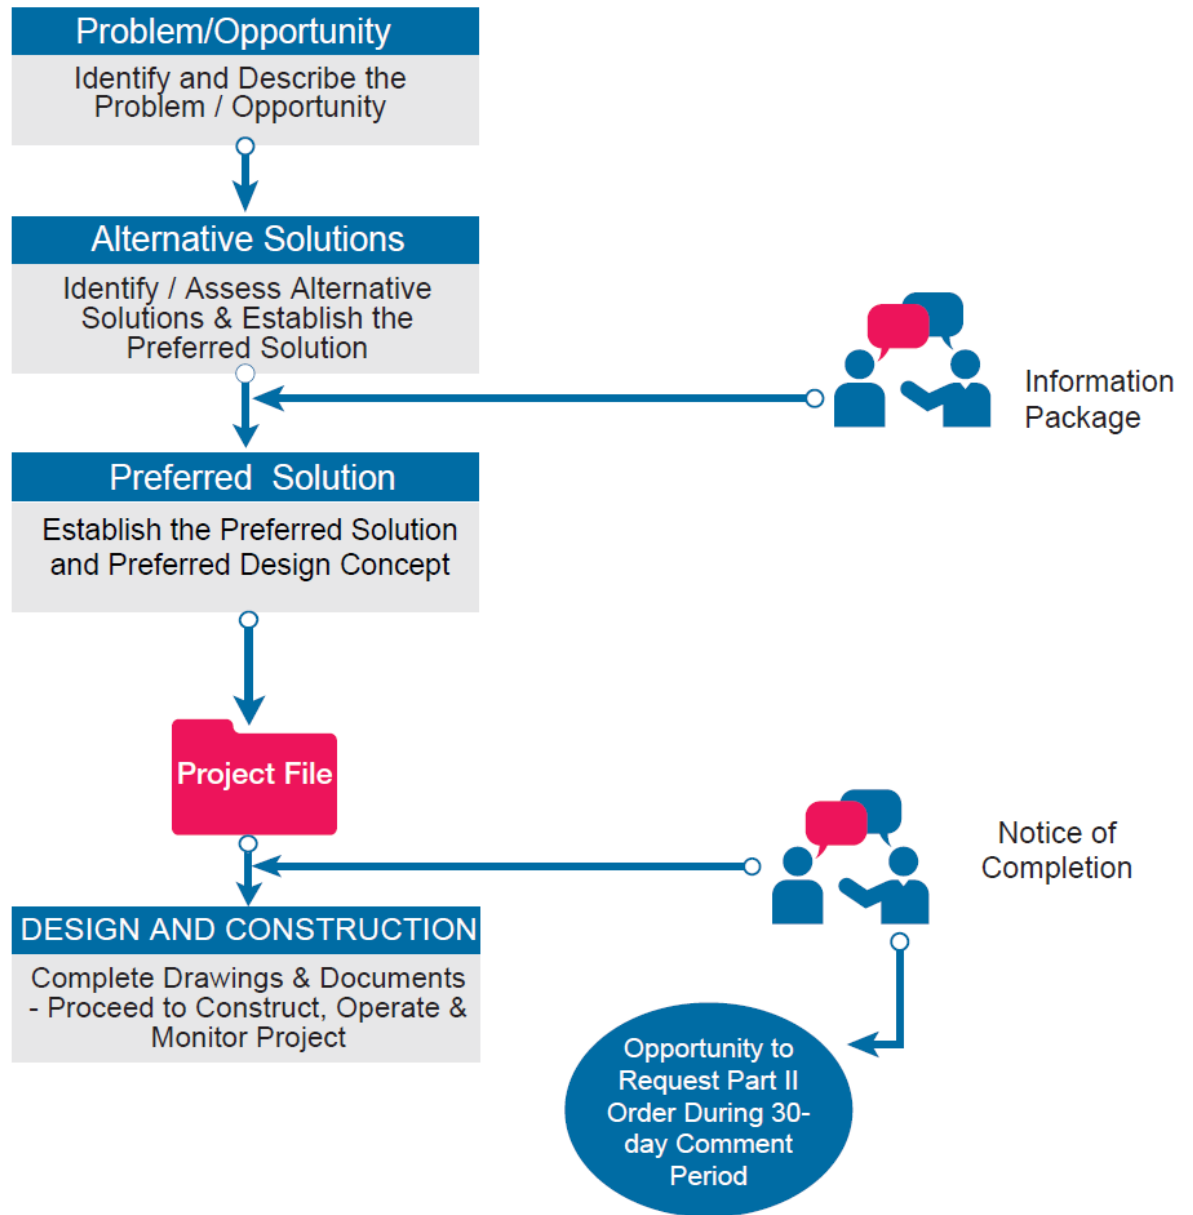 Problem/Opportunity
Identify and Describe the
Problem / Opportunity
Alternative Solutions
Identify / Assess Alternative
Solutions & Establish the
Preferred Solution
Information
Package
Preferred Solution
Establish the Preferred Solution
and Preferred Design Concept
Project File
Notice of
Completion
DESIGN AND CONSTRUCTION
Complete Drawings & Documents
- Proceed to Construct, Operate &
Monitor Project
Opportunity to
Request Part II
Order During 30-
day Comment
Period